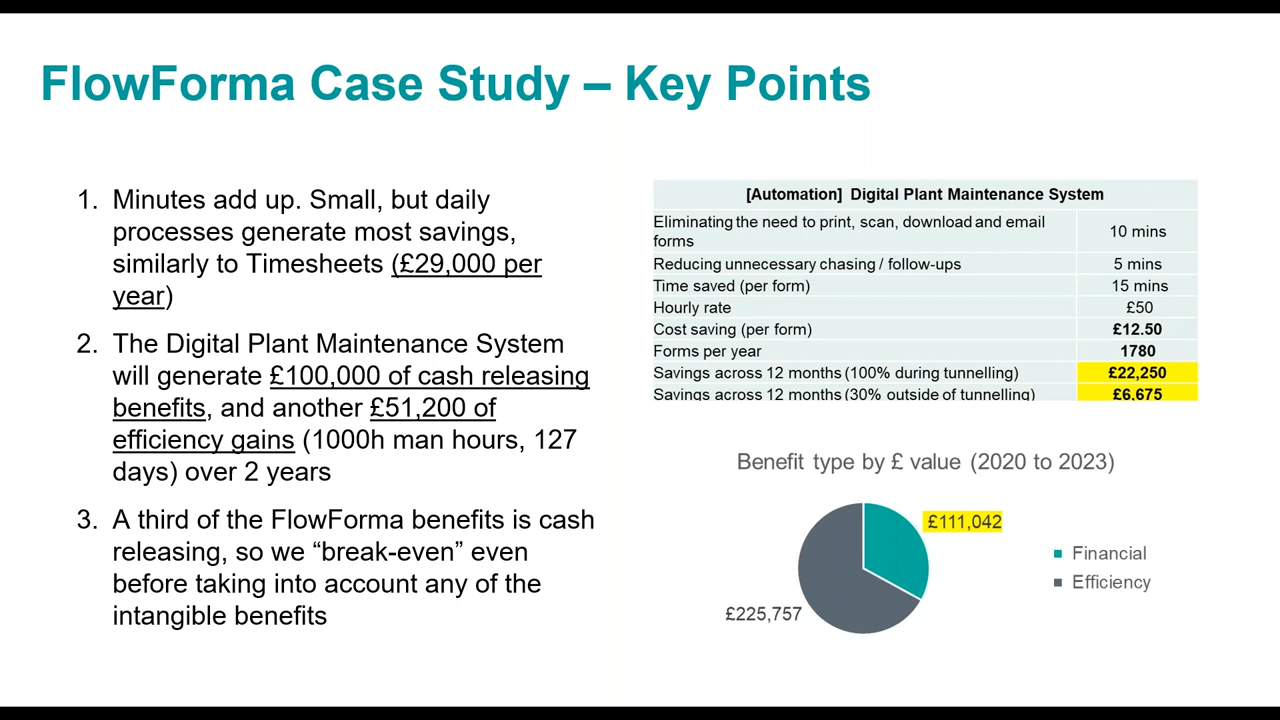 FlowForma Case Study – Key Points
1. Minutes add up. Small, but daily
processes generate most savings,
similarly to Timesheets (£29,000 per
year)
2. The Digital Plant Maintenance System
will generate £100,000 of cash releasing
benefits, and another £51,200 of
efficiency gains (1000h man hours, 127
days) over 2 years
3. A third of the FlowForma benefits is cash
releasing, so we “break-even” even
before taking into account any of the
intangible benefits
[Automation] Digital Plant Maintenance System
Eliminating the need to print, scan, download and email
forms
10 mins
Reducing unnecessary chasing / follow-ups 5 mins
Time saved (per form) 15 mins
Hourly rate £50
Cost saving (per form) £12.50
Forms per year 1780
Savings across 12 months (100% during tunnelling) £22,250
Savings across 12 months (30% outside of tunnelling) £6,675
Benefit type by £ value (2020 to 2023)
£111,042
Financial
Efficiency
£225,757